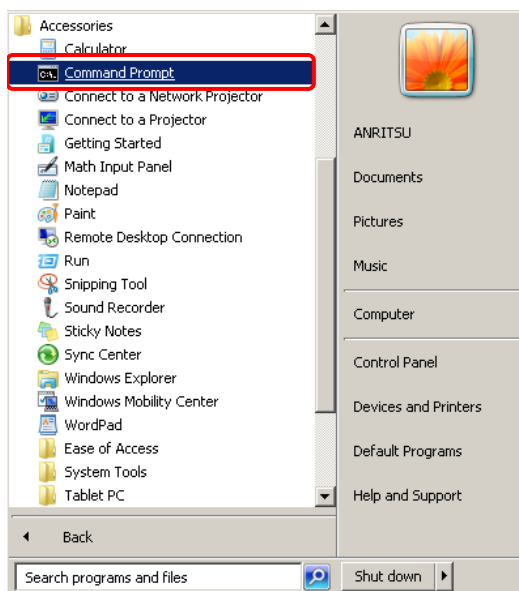 Accessories
Calculator
Command Prompt
Connect to a Network Projector
Connect to a Projector
Getting Started
Math Input Panel
Notepad
Paint
Remote Desktop Connection
Run
Snipping Tool
Sound Recorder
Sticky Notes
Sync Center
Windows Explorer
Windows Mobility Center
WordPad
Ease of Access
System Tools
Tablet PC
Back
Search programs and files
ANRITSU
Documents
Pictures
Music
Computer
Control Panel
Devices and Printers
Default Programs
Help and Support
Shut down